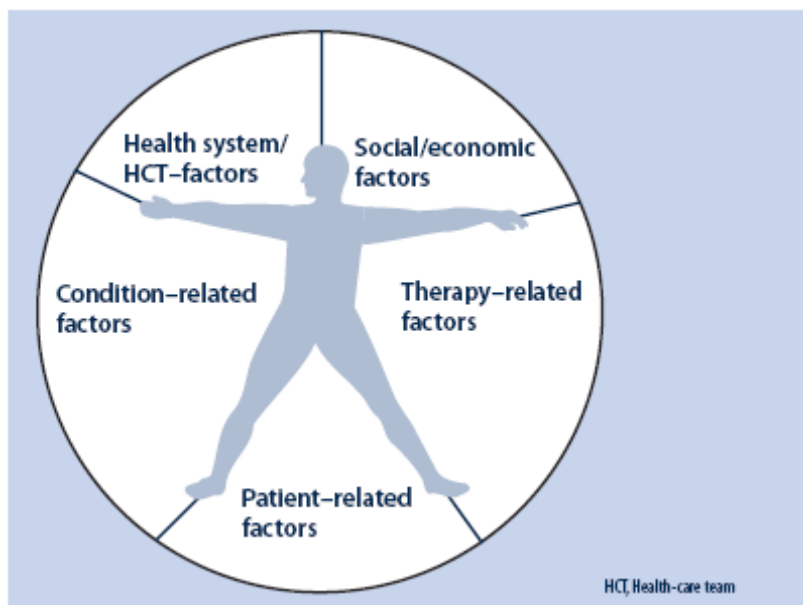 Health system/
HCT–factors
Social/economic
factors
Condition–related
factors
Therapy–related
factors
Patient–related
factors
HCT, Health-care team